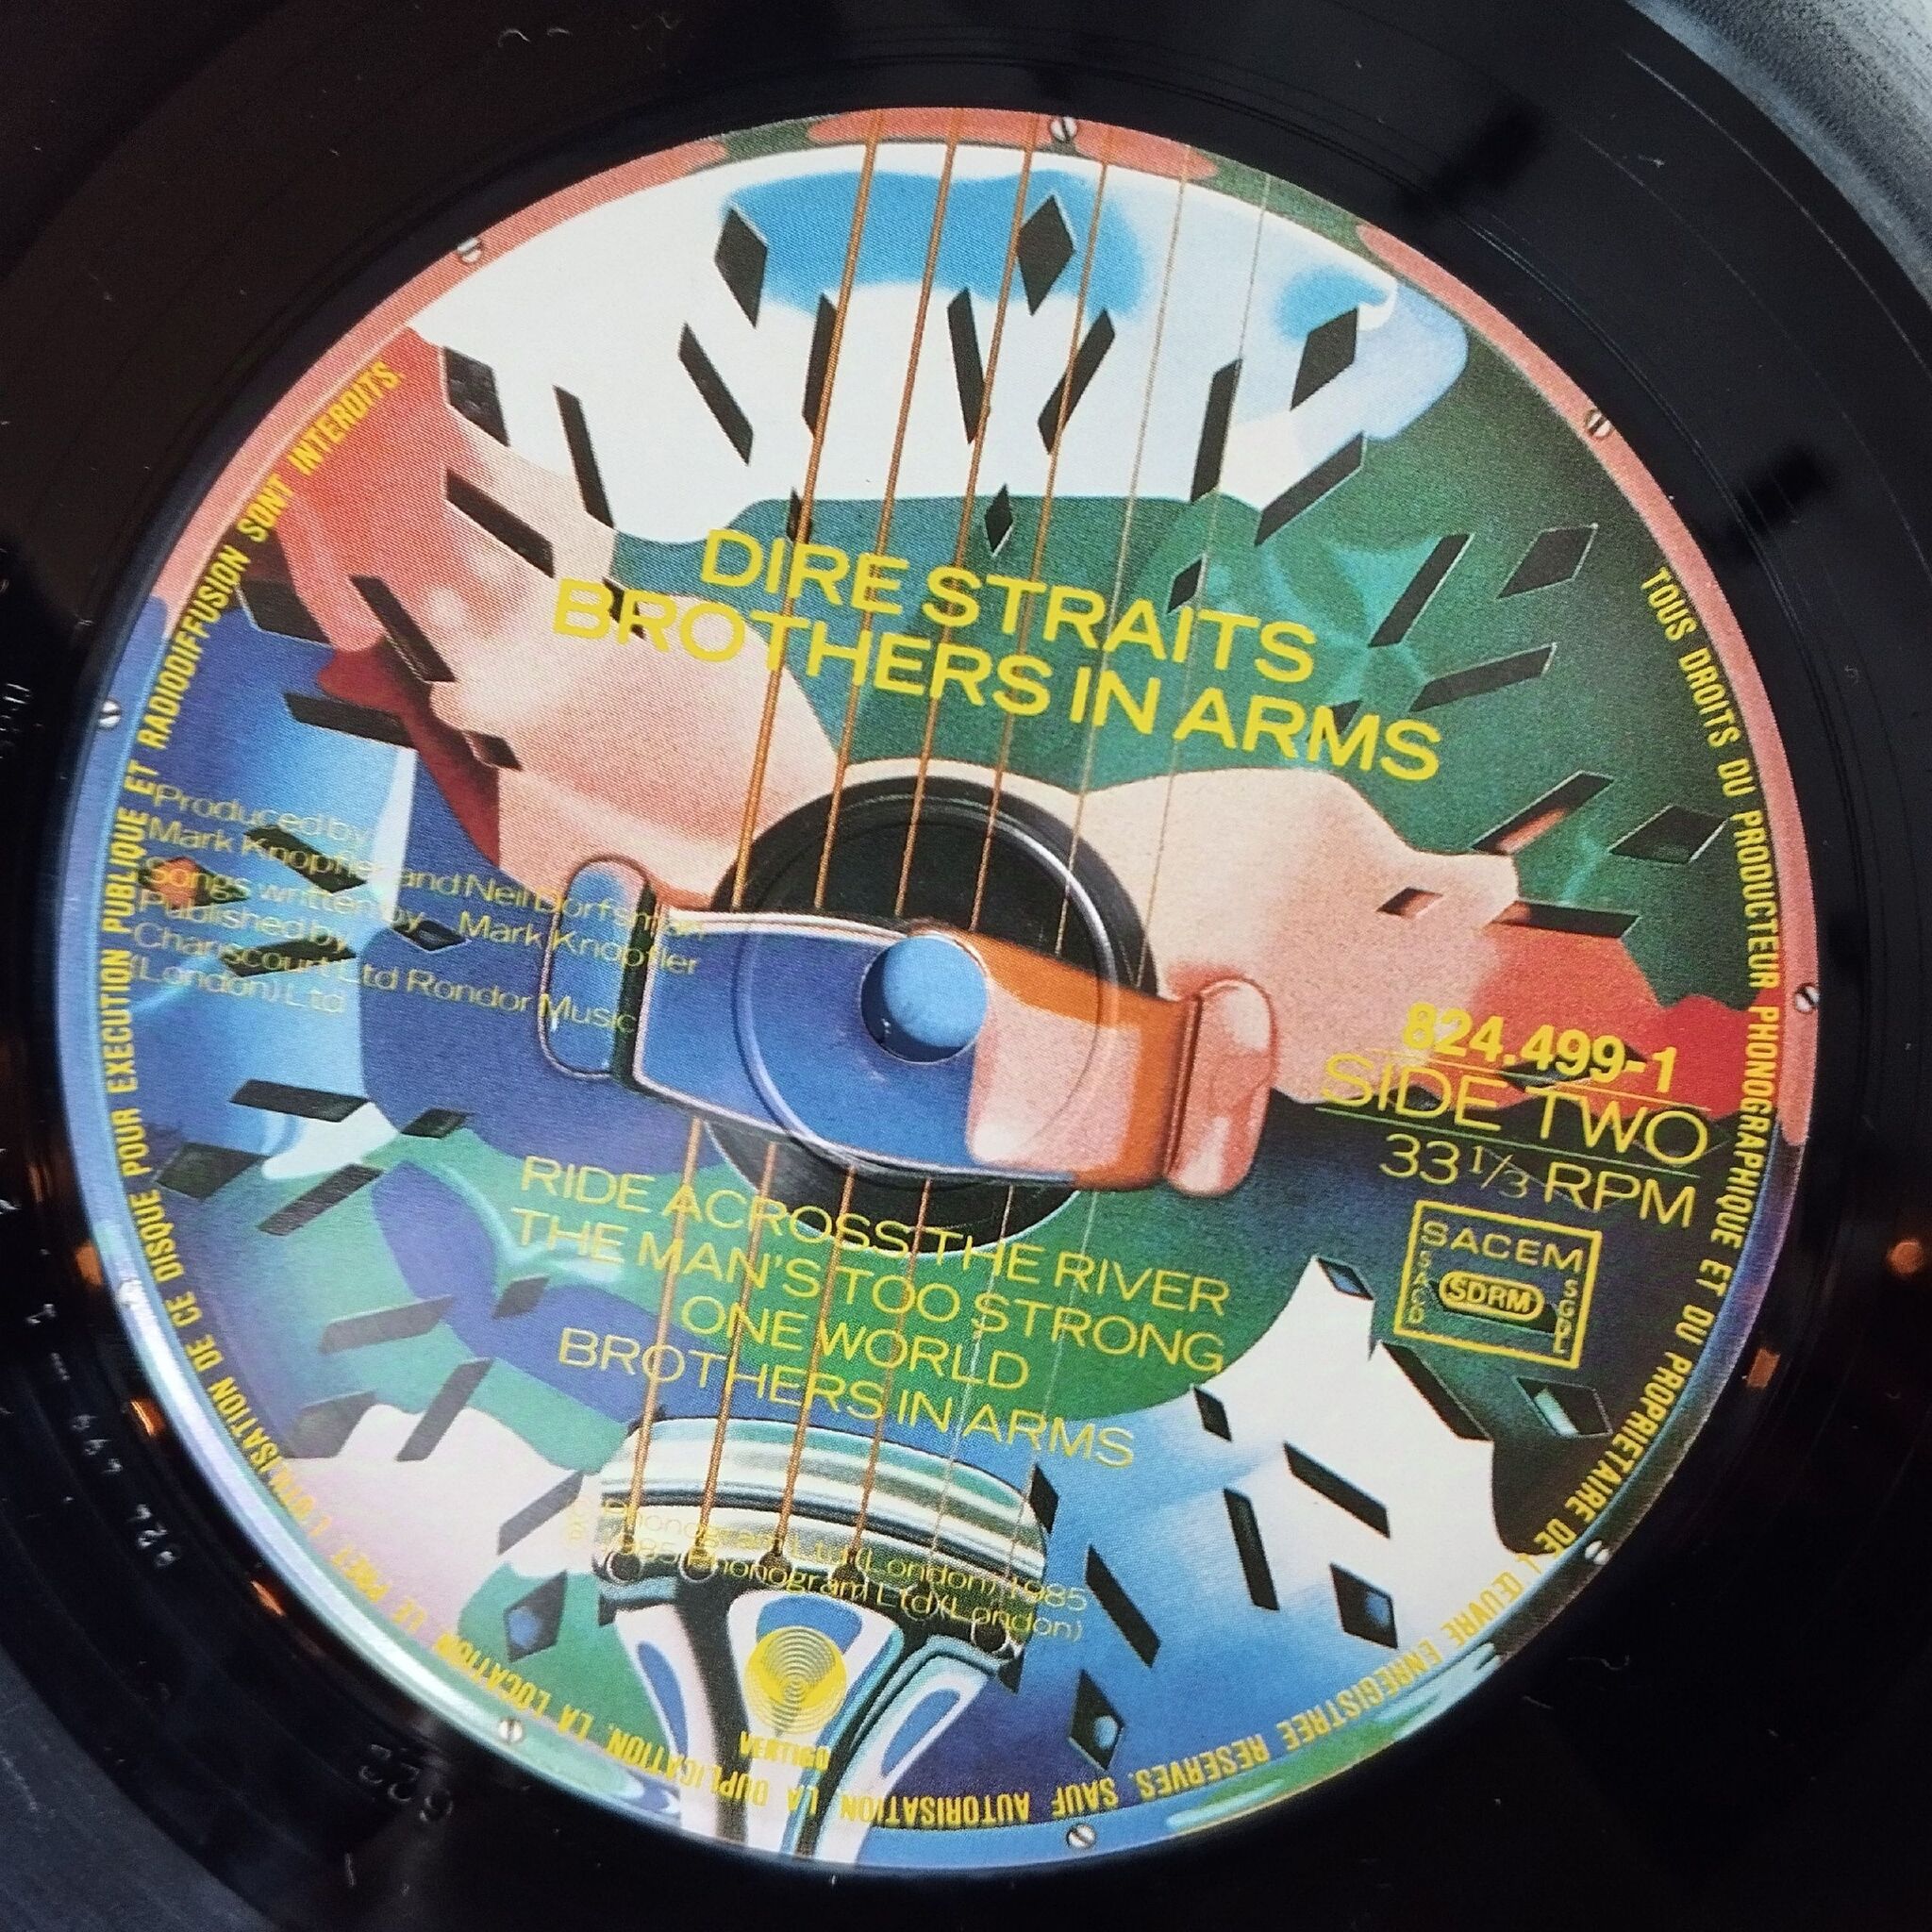 DIRE STRAITS
BROTHERS IN ARMS
Produced by
Mark Knopfler and Neil Dorfsman
Songs written by Mark Knopfler
Published by
Chariscourt Ltd Rondor Music
(London) Ltd
824.499-1
SIDE TWO
33 1/3 RPM
SACEM
SACD
SDRM
SGDL
RIDE ACROSS THE RIVER
THE MAN'S TOO STRONG
ONE WORLD
BROTHERS IN ARMS
Phonogram Ltd (London) 1985
1985 Phonogram Ltd (London)
VERTIGO
TOUS DROITS DU PRODUCTEUR PHONOGRAPHIQUE ET DU PROPRIETAIRE DE L'ŒUVRE ENREGISTREE RESERVES. SAUF AUTORISATION LA DUPLICATION, LA LOCATION, LE PRET, L'UTILISATION DE CE DISQUE POUR EXECUTION PUBLIQUE ET RADIODIFFUSION SONT INTERDITS